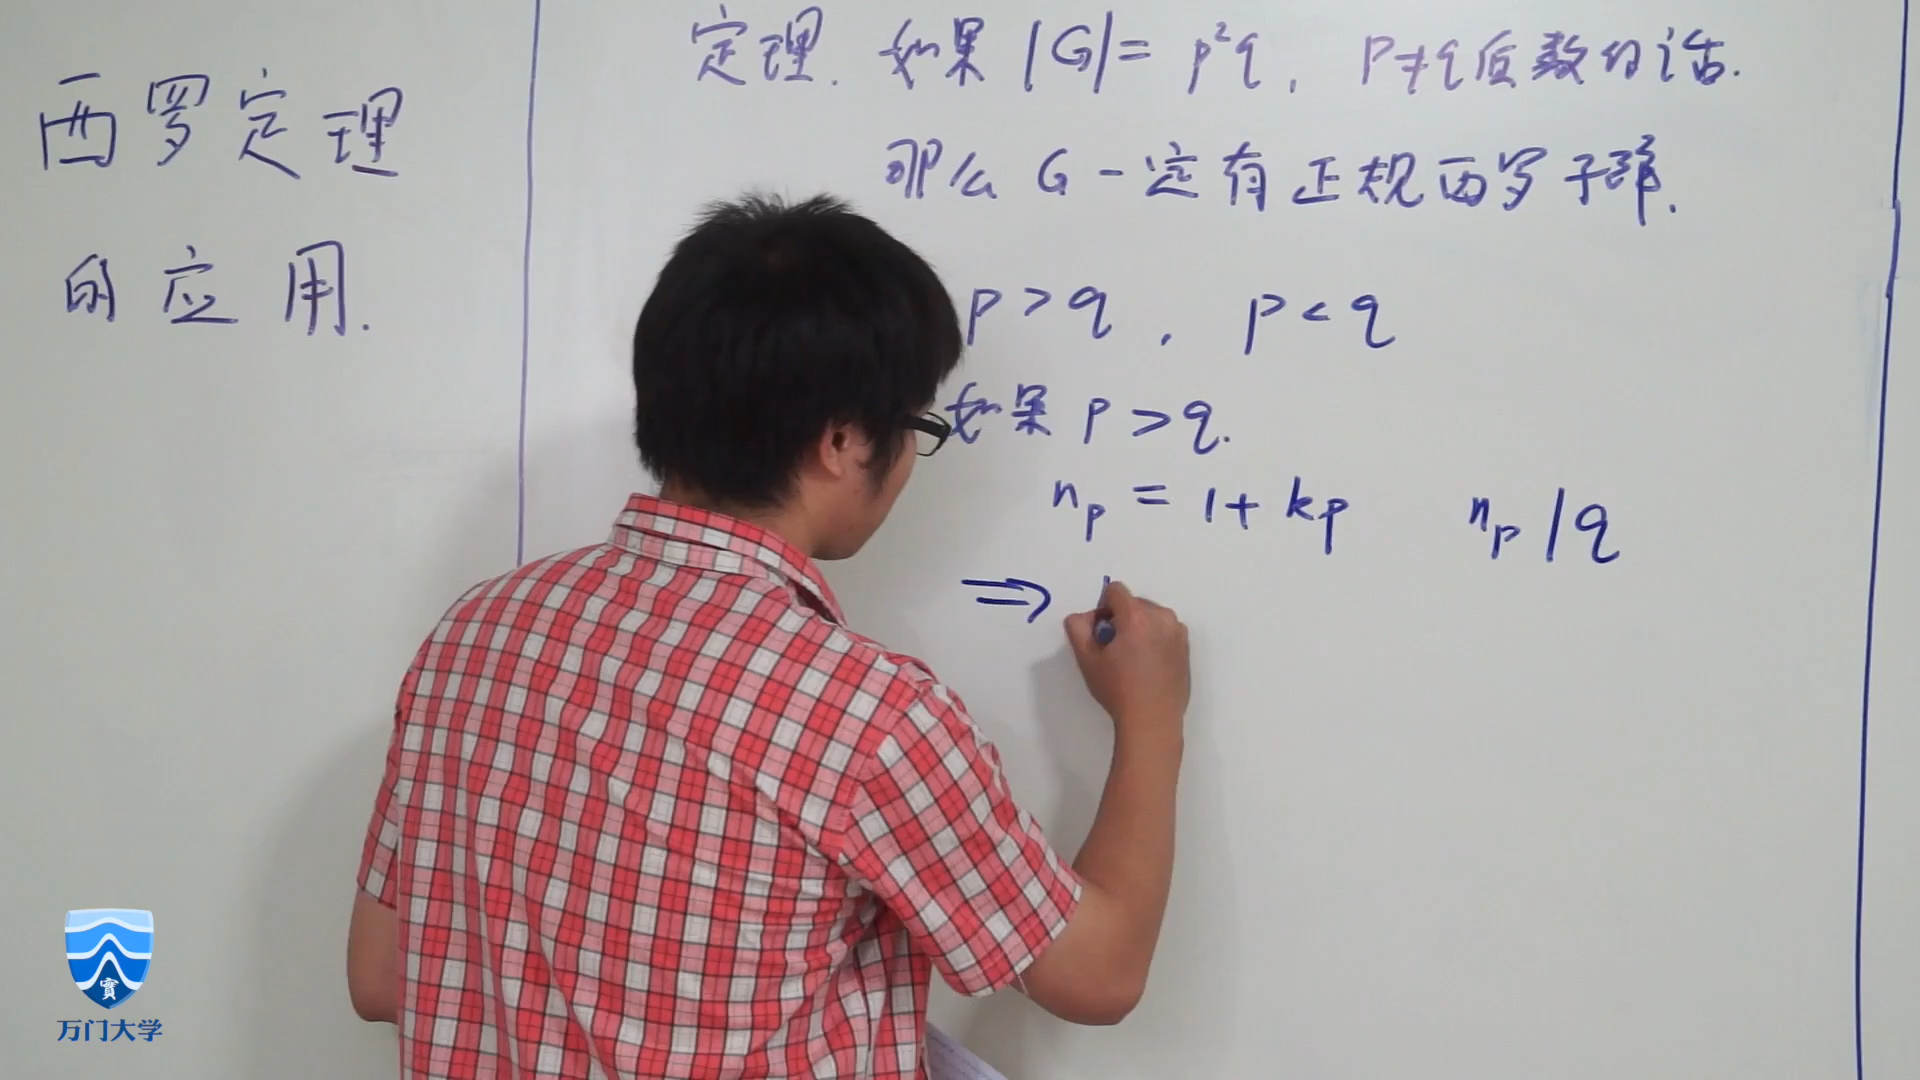 西罗定理
的应用.
定理. 如果 |G| = p²q, p≠q 质数的话.
那么 G 一定有正规西罗子群.
p > q, p < q
如果 p > q.
n_p = 1 + kp    n_p | q
⇒
寳
万门大学